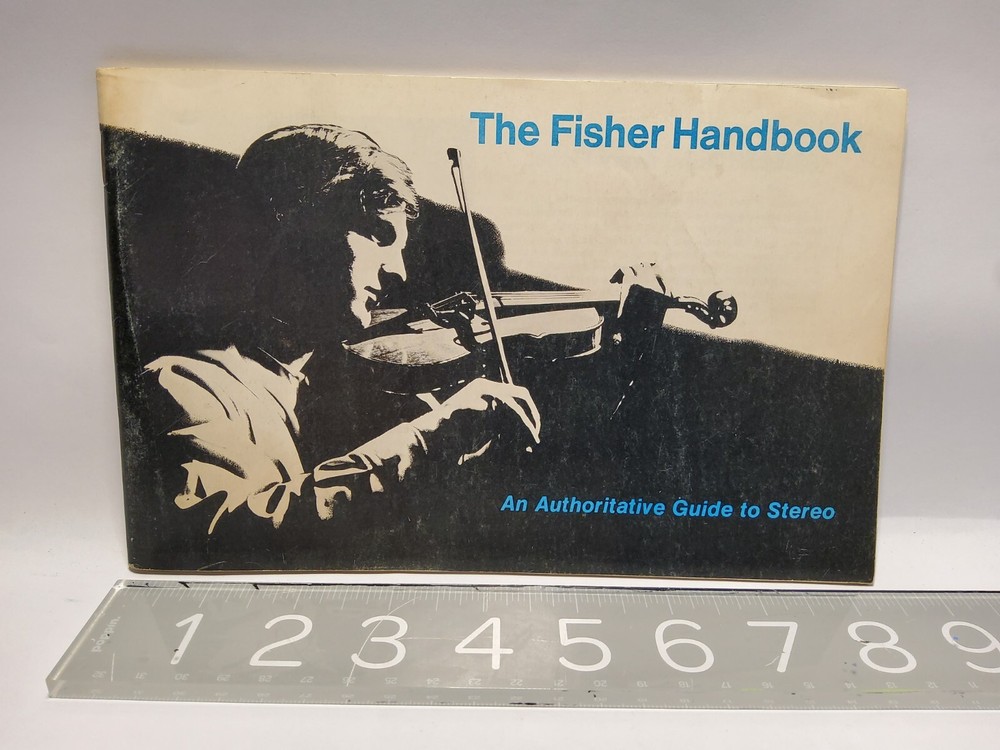 The Fisher Handbook
An Authoritative Guide to Stereo
1 2 3 4 5 6 7 8 9